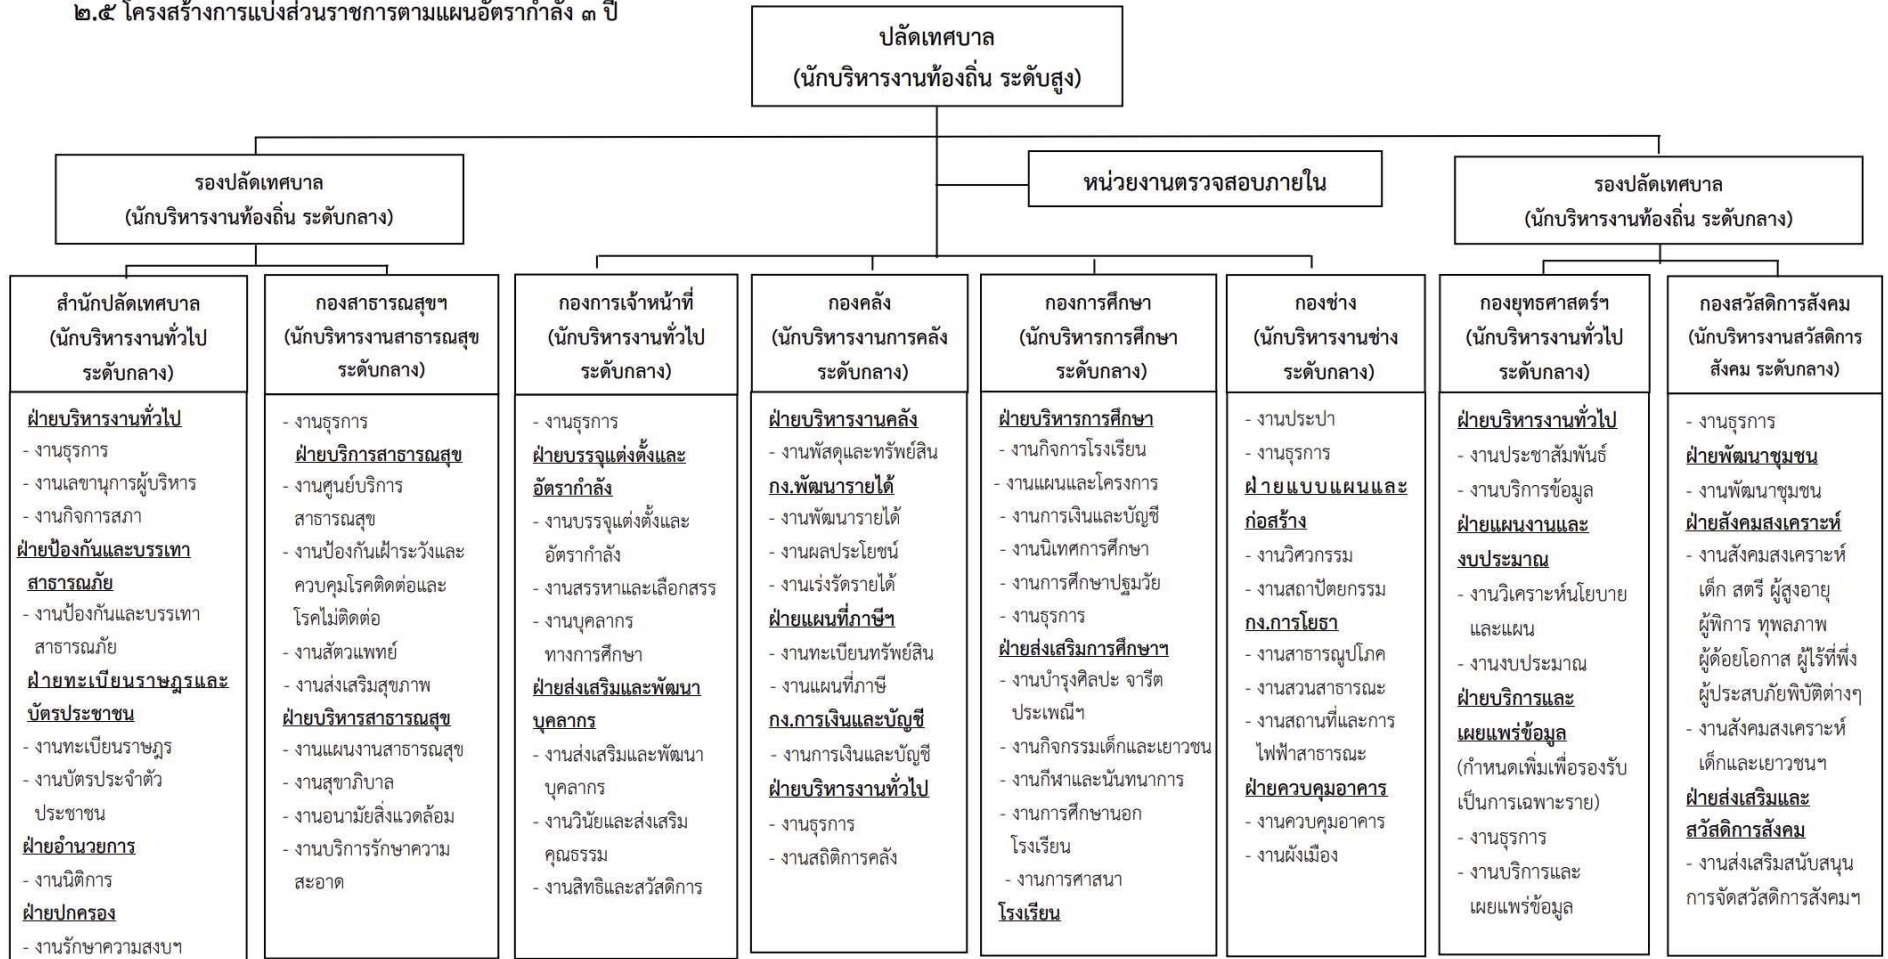 ๒.๕ โครงสร้างการแบ่งส่วนราชการตามแผนอัตรากำลัง ๓ ปี
ปลัดเทศบาล
(นักบริหารงานท้องถิ่น ระดับสูง)
รองปลัดเทศบาล
(นักบริหารงานท้องถิ่น ระดับกลาง)
หน่วยงานตรวจสอบภายใน
รองปลัดเทศบาล
(นักบริหารงานท้องถิ่น ระดับกลาง)
สำนักปลัดเทศบาล
(นักบริหารงานทั่วไป
ระดับกลาง)
ฝ่ายบริหารงานทั่วไป
- งานธุรการ
- งานเลขานุการผู้บริหาร
- งานกิจการสภา
ฝ่ายป้องกันและบรรเทา
สาธารณภัย
- งานป้องกันและบรรเทา
สาธารณภัย
ฝ่ายทะเบียนราษฎรและ
บัตรประชาชน
- งานทะเบียนราษฎร
- งานบัตรประจำตัว
ประชาชน
ฝ่ายอำนวยการ
- งานนิติการ
ฝ่ายปกครอง
- งานรักษาความสงบฯ
กองสาธารณสุขฯ
(นักบริหารงานสาธารณสุข
ระดับกลาง)
- งานธุรการ
ฝ่ายบริการสาธารณสุข
- งานศูนย์บริการ
สาธารณสุข
- งานป้องกันเฝ้าระวังและ
ควบคุมโรคติดต่อและ
โรคไม่ติดต่อ
- งานสัตวแพทย์
- งานส่งเสริมสุขภาพ
ฝ่ายบริหารสาธารณสุข
- งานแผนงานสาธารณสุข
- งานสุขาภิบาล
- งานอนามัยสิ่งแวดล้อม
- งานบริการรักษาความ
สะอาด
กองการเจ้าหน้าที่
(นักบริหารงานทั่วไป
ระดับกลาง)
- งานธุรการ
ฝ่ายบรรจุแต่งตั้งและ
อัตรากำลัง
- งานบรรจุแต่งตั้งและ
อัตรากำลัง
- งานสรรหาและเลือกสรร
- งานบุคลากร
ทางการศึกษา
ฝ่ายส่งเสริมและพัฒนา
บุคลากร
- งานส่งเสริมและพัฒนา
บุคลากร
- งานวินัยและส่งเสริม
คุณธรรม
- งานสิทธิและสวัสดิการ
กองคลัง
(นักบริหารงานการคลัง
ระดับกลาง)
ฝ่ายบริหารงานคลัง
- งานพัสดุและทรัพย์สิน
กง.พัฒนารายได้
- งานพัฒนารายได้
- งานผลประโยชน์
- งานเร่งรัดรายได้
ฝ่ายแผนที่ภาษีฯ
- งานทะเบียนทรัพย์สิน
- งานแผนที่ภาษี
กง.การเงินและบัญชี
- งานการเงินและบัญชี
ฝ่ายบริหารงานทั่วไป
- งานธุรการ
- งานสถิติการคลัง
กองการศึกษา
(นักบริหารการศึกษา
ระดับกลาง)
ฝ่ายบริหารการศึกษา
- งานกิจการโรงเรียน
- งานแผนและโครงการ
- งานการเงินและบัญชี
- งานนิเทศการศึกษา
- งานการศึกษาปฐมวัย
- งานธุรการ
ฝ่ายส่งเสริมการศึกษาฯ
- งานบำรุงศิลปะ จารีต
ประเพณีฯ
- งานกิจกรรมเด็กและเยาวชน
- งานกีฬาและนันทนาการ
- งานการศึกษานอก
โรงเรียน
- งานการศาสนา
โรงเรียน
กองช่าง
(นักบริหารงานช่าง
ระดับกลาง)
- งานประปา
- งานธุรการ
ฝ่ายแบบแผนและ
ก่อสร้าง
- งานวิศวกรรม
- งานสถาปัตยกรรม
กง.การโยธา
- งานสาธารณูปโภค
- งานสวนสาธารณะ
- งานสถานที่และการ
ไฟฟ้าสาธารณะ
ฝ่ายควบคุมอาคาร
- งานควบคุมอาคาร
- งานผังเมือง
กองยุทธศาสตร์ฯ
(นักบริหารงานทั่วไป
ระดับกลาง)
ฝ่ายบริหารงานทั่วไป
- งานประชาสัมพันธ์
- งานบริการข้อมูล
ฝ่ายแผนงานและ
งบประมาณ
- งานวิเคราะห์นโยบาย
และแผน
- งานงบประมาณ
ฝ่ายบริการและ
เผยแพร่ข้อมูล
(กำหนดเพิ่มเพื่อรองรับ
เป็นการเฉพาะราย)
- งานธุรการ
- งานบริการและ
เผยแพร่ข้อมูล
กองสวัสดิการสังคม
(นักบริหารงานสวัสดิการ
สังคม ระดับกลาง)
- งานธุรการ
ฝ่ายพัฒนาชุมชน
- งานพัฒนาชุมชน
ฝ่ายสังคมสงเคราะห์
- งานสังคมสงเคราะห์
เด็ก สตรี ผู้สูงอายุ
ผู้พิการ ทุพลภาพ
ผู้ด้อยโอกาส ผู้ไร้ที่พึ่ง
ผู้ประสบภัยพิบัติต่างๆ
- งานสังคมสงเคราะห์
เด็กและเยาวชนฯ
ฝ่ายส่งเสริมและ
สวัสดิการสังคม
- งานส่งเสริมสนับสนุน
การจัดสวัสดิการสังคมฯ